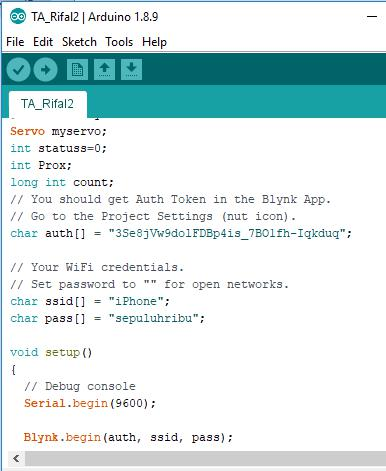 TA_Rifal2 | Arduino 1.8.9
File Edit Sketch Tools Help
TA_Rifal2
Servo myservo;
int statuss=0;
int Prox;
long int count;
// You should get Auth Token in the Blynk App.
// Go to the Project Settings (nut icon).
char auth[] = "3Se8jVw9dolFDBp4is_7BOlfh-Iqkduq";
// Your WiFi credentials.
// Set password to "" for open networks.
char ssid[] = "iPhone";
char pass[] = "sepuluhribu";
void setup()
{
// Debug console
Serial.begin(9600);
Blynk.begin(auth, ssid, pass);